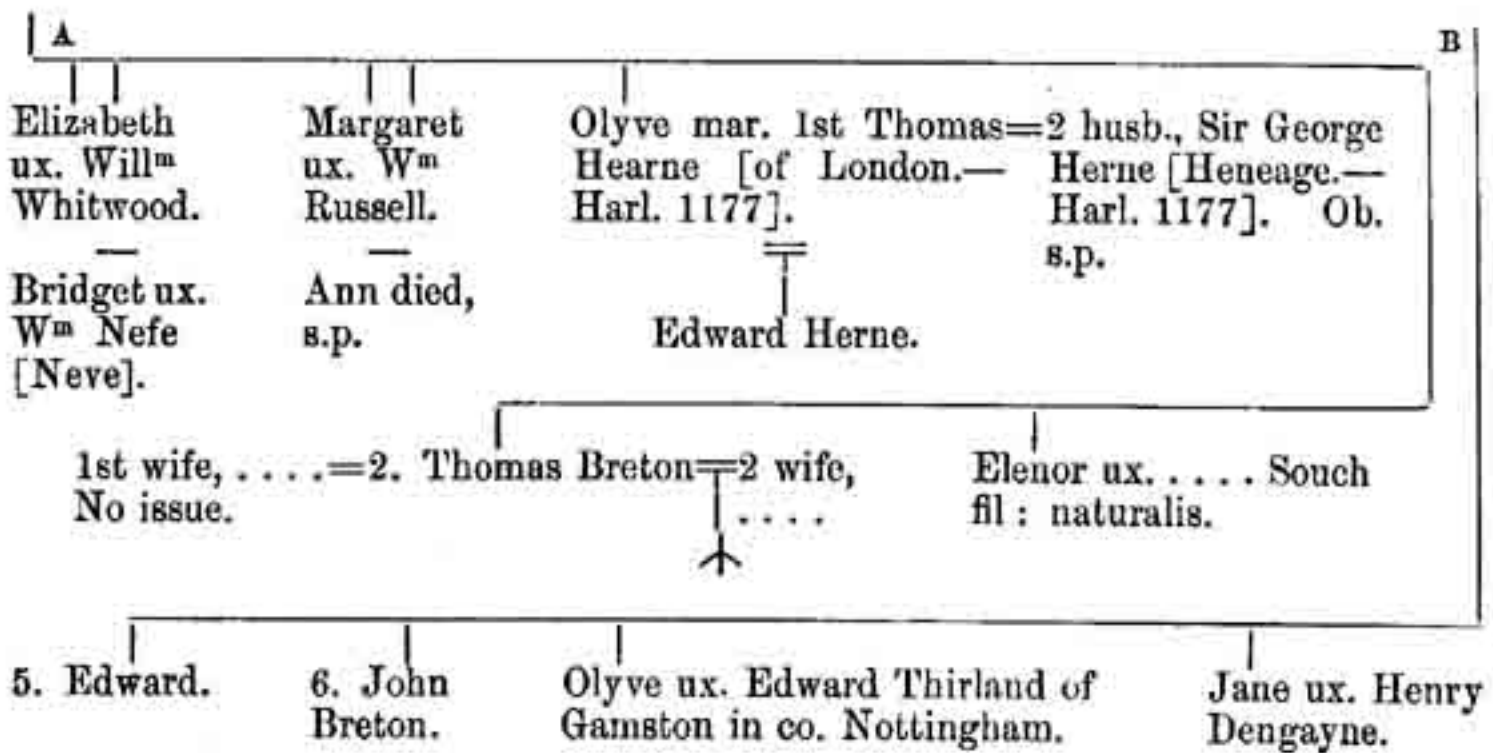 A
B
Elizabeth
ux. Willᵐ
Whitwood.
—
Bridget ux.
Wᵐ Nefe
[Neve].
Margaret
ux. Wᵐ
Russell.
—
Ann died,
s.p.
Olyve mar. 1st Thomas=2 husb., Sir George
Hearne [of London.—
Harl. 1177].
Herne [Heneage.—
Harl. 1177]. Ob.
s.p.
Edward Herne.
1st wife, . . . .=2. Thomas Breton=2 wife,
No issue.
. . . .
Elenor ux. . . . . Souch
fil : naturalis.
5. Edward.
6. John
Breton.
Olyve ux. Edward Thirland of
Gamston in co. Nottingham.
Jane ux. Henry
Dengayne.